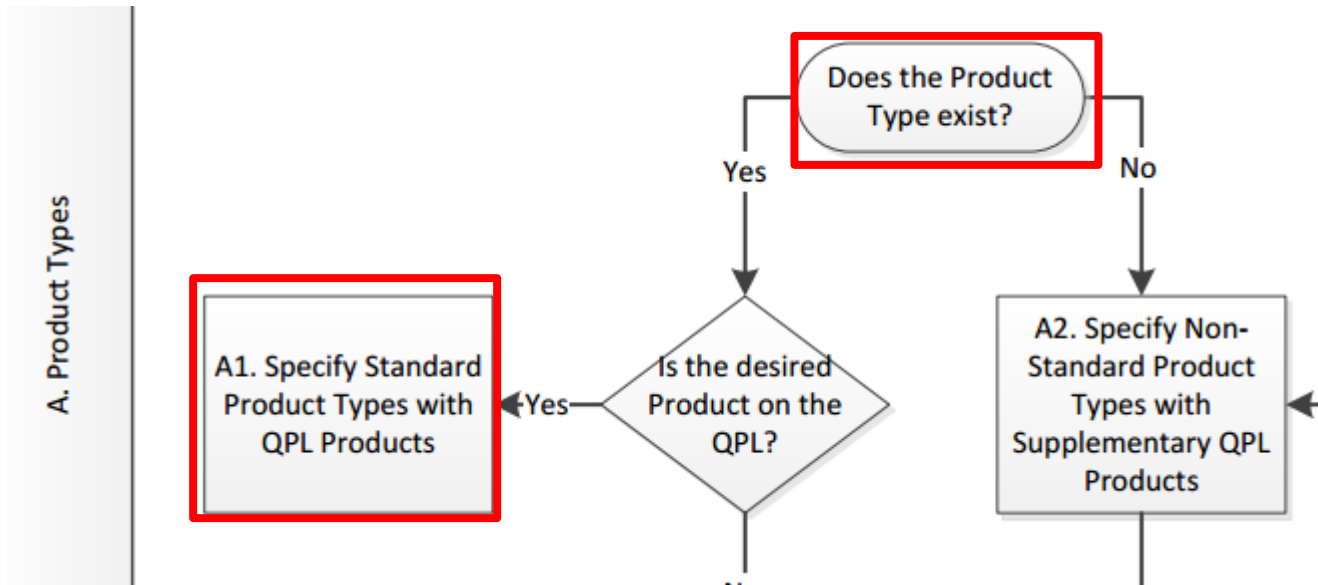 Does the Product
Type exist?
Yes
No
A. Product Types
A1. Specify Standard
Product Types with
QPL Products
Yes
Is the desired
Product on the
QPL?
A2. Specify Non-
Standard Product
Types with
Supplementary QPL
Products